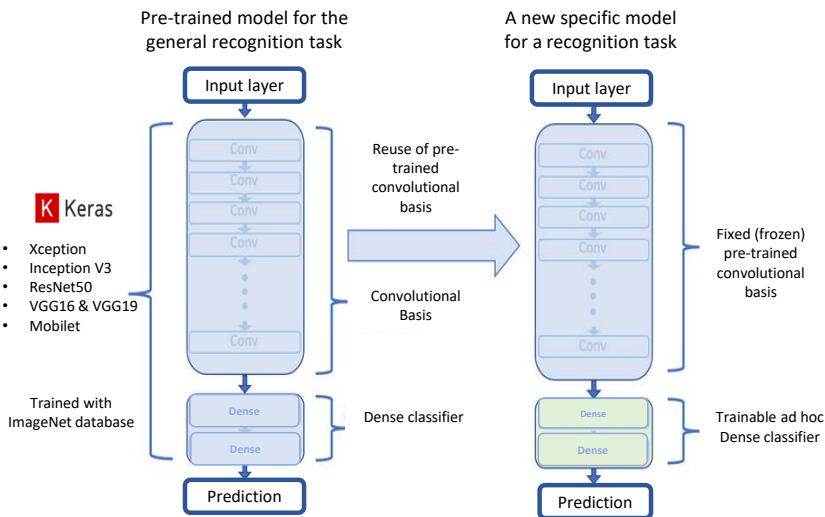 Pre-trained model for the
general recognition task
A new specific model
for a recognition task
Input layer
Conv
Conv
Conv
Conv
Conv
Dense
Dense
Prediction
K Keras
• Xception
• Inception V3
• ResNet50
• VGG16 & VGG19
• Mobilet
Trained with
ImageNet database
Reuse of pre-
trained
convolutional
basis
Convolutional
Basis
Dense classifier
Input layer
Conv
Conv
Conv
Conv
Conv
Dense
Dense
Prediction
Fixed (frozen)
pre-trained
convolutional
basis
Trainable ad hoc
Dense classifier